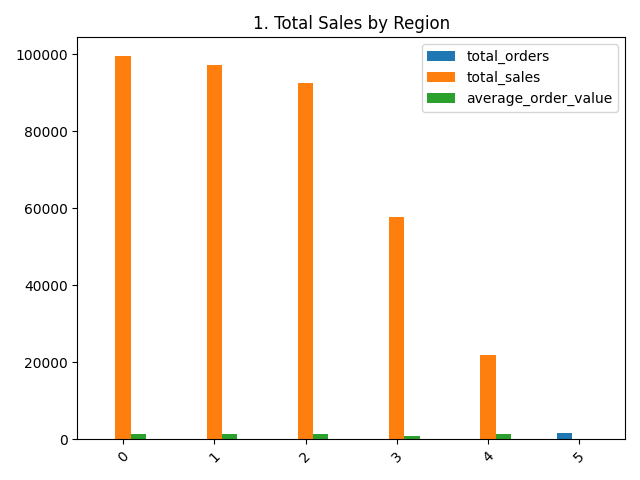 1. Total Sales by Region
total_orders
total_sales
average_order_value
100000
80000
60000
40000
20000
0
0 1 2 3 4 5